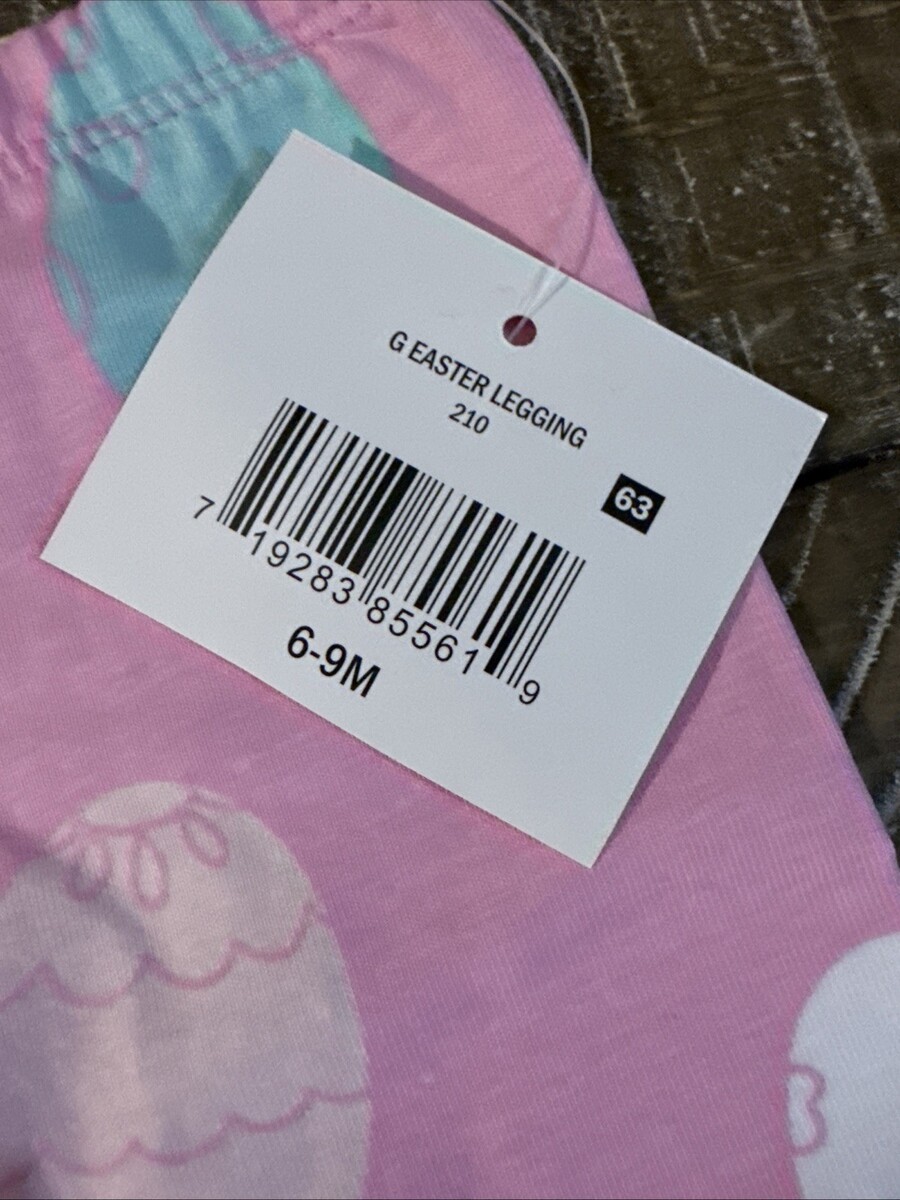 G EASTER LEGGING
210
63
7 19283 85561 9
6-9M